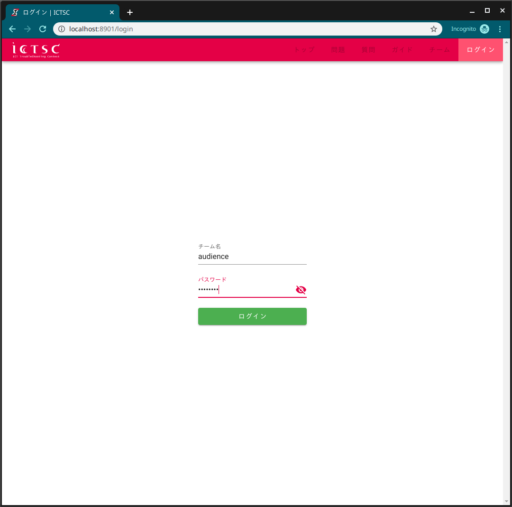 ログイン | ICTSC
localhost:8901/login
Incognito
ICTSC
ログイン
チーム名
audience
パスワード
ログイン